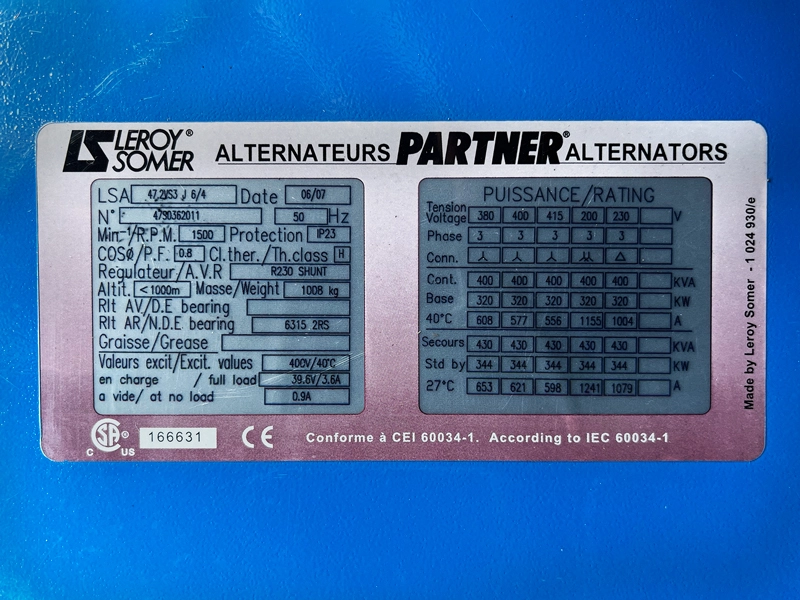 LS LEROY® SOMER ALTERNATEURS PARTNER® ALTERNATORS
LSA 47.2VS3 J 6/4 Date 06/07
N° 47S0362011 50 Hz
Min-1/R.P.M. 1500 Protection IP23
COSØ/P.F. 0.8 Cl.ther./Th.class H
Regulateur/A.V.R R230 SHUNT
Altit. <1000m Masse/Weight 1008 kg
Rlt AV/D.E bearing
Rlt AR/N.D.E bearing 6315 2RS
Graisse/Grease
Valeurs excit/Excit. values 400V/40°C
en charge / full load 39.6V/3.6A
a vide/ at no load 0.9A
PUISSANCE/RATING
Tension
Voltage 380 400 415 200 230 V
Phase 3 3 3 3 3
Conn.
Cont. 400 400 400 400 400 KVA
Base 320 320 320 320 320 KW
40°C 608 577 556 1155 1004 A
Secours 430 430 430 430 430 KVA
Std by 344 344 344 344 344 KW
27°C 653 621 598 1241 1079 A
C SA® US 166631 CE Conforme à CEI 60034-1. According to IEC 60034-1
Made by Leroy Somer - 1 024 930/e